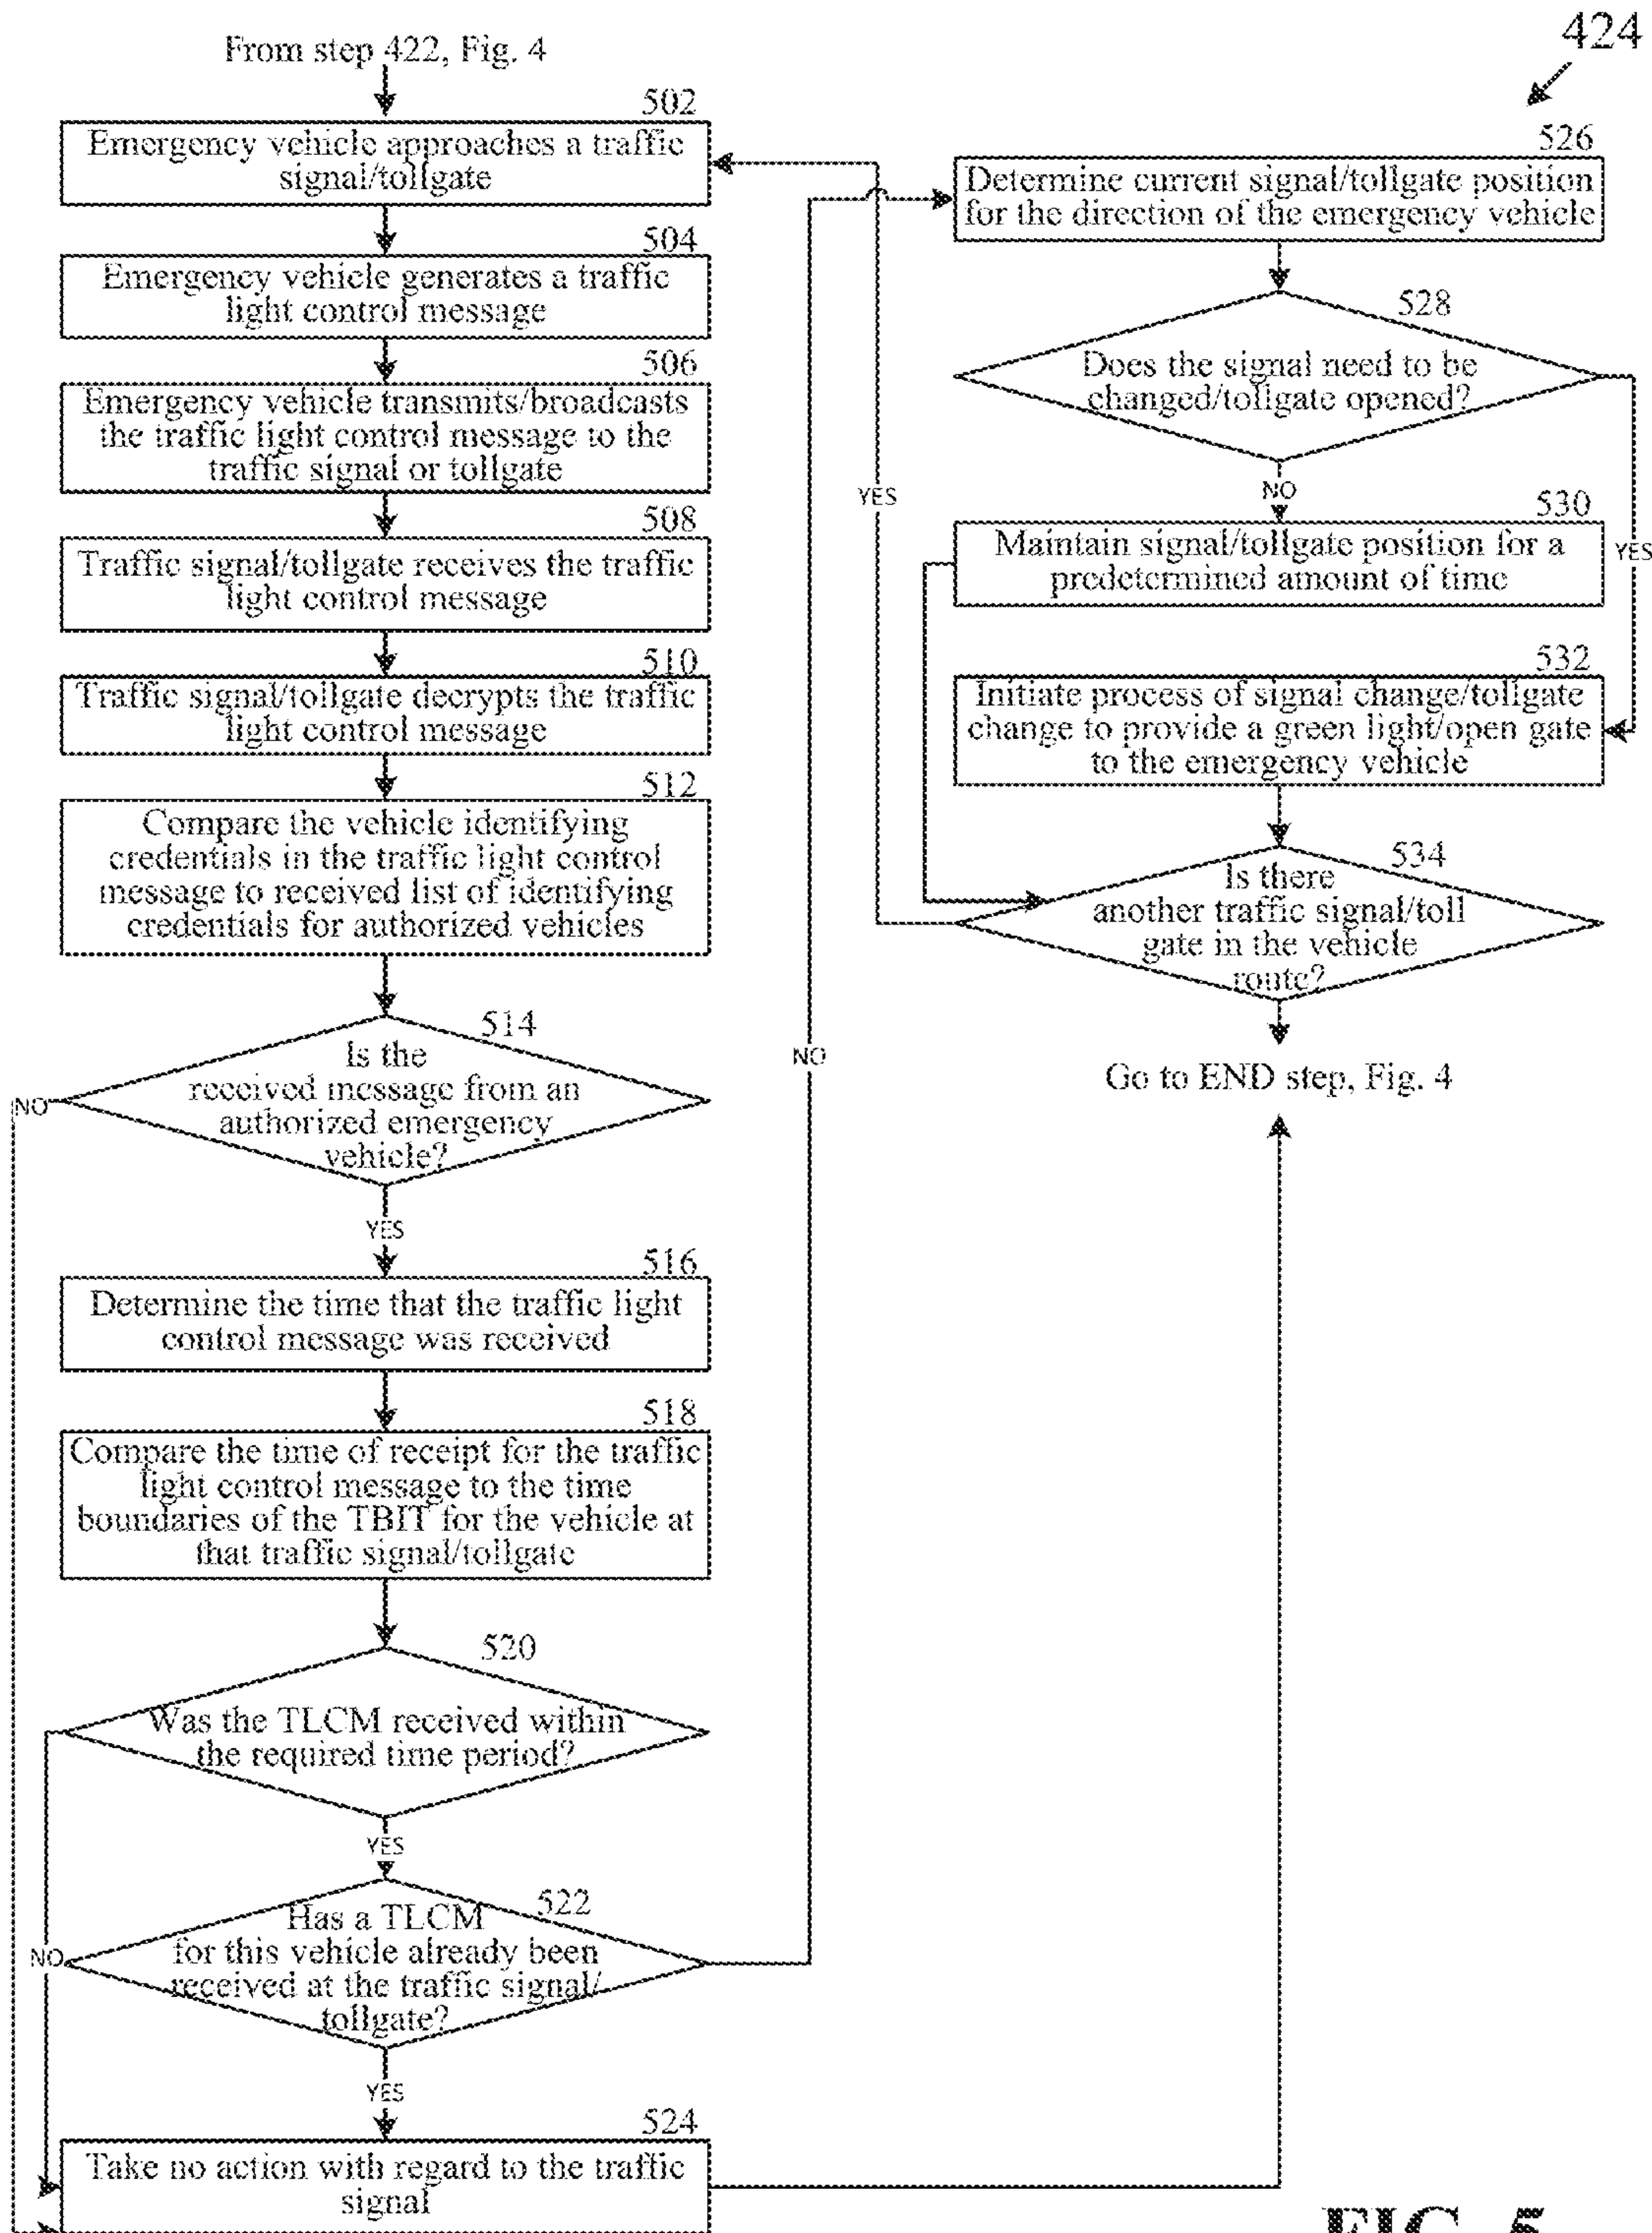 424
From step 422, Fig. 4
502
Emergency vehicle approaches a traffic
signal/tollgate
504
Emergency vehicle generates a traffic
light control message
506
Emergency vehicle transmits/broadcasts
the traffic light control message to the
traffic signal or tollgate
508
Traffic signal/tollgate receives the traffic
light control message
510
Traffic signal/tollgate decrypts the traffic
light control message
512
Compare the vehicle identifying
credentials in the traffic light control
message to received list of identifying
credentials for authorized vehicles
514
Is the
received message from an
authorized emergency
vehicle?
NO
YES
516
Determine the time that the traffic light
control message was received
518
Compare the time of receipt for the traffic
light control message to the time
boundaries of the TBIT for the vehicle at
that traffic signal/tollgate
520
Was the TLCM received within
the required time period?
YES
NO
522
Has a TLCM
for this vehicle already been
received at the traffic signal/
tollgate?
YES
NO
524
Take no action with regard to the traffic
signal
526
Determine current signal/tollgate position
for the direction of the emergency vehicle
528
Does the signal need to be
changed/tollgate opened?
NO
YES
530
Maintain signal/tollgate position for a
predetermined amount of time
532
Initiate process of signal change/tollgate
change to provide a green light/open gate
to the emergency vehicle
534
Is there
another traffic signal/toll
gate in the vehicle
route?
YES
Go to END step, Fig. 4
FIG. 5